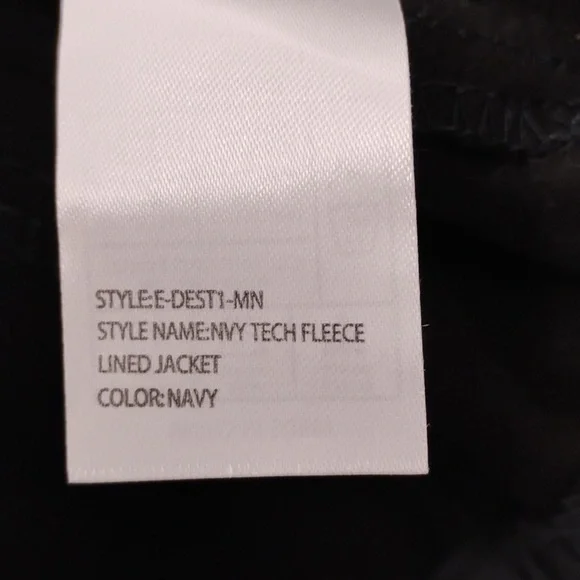 STYLE:E-DEST1-MN
STYLE NAME:NVY TECH FLEECE
LINED JACKET
COLOR:NAVY